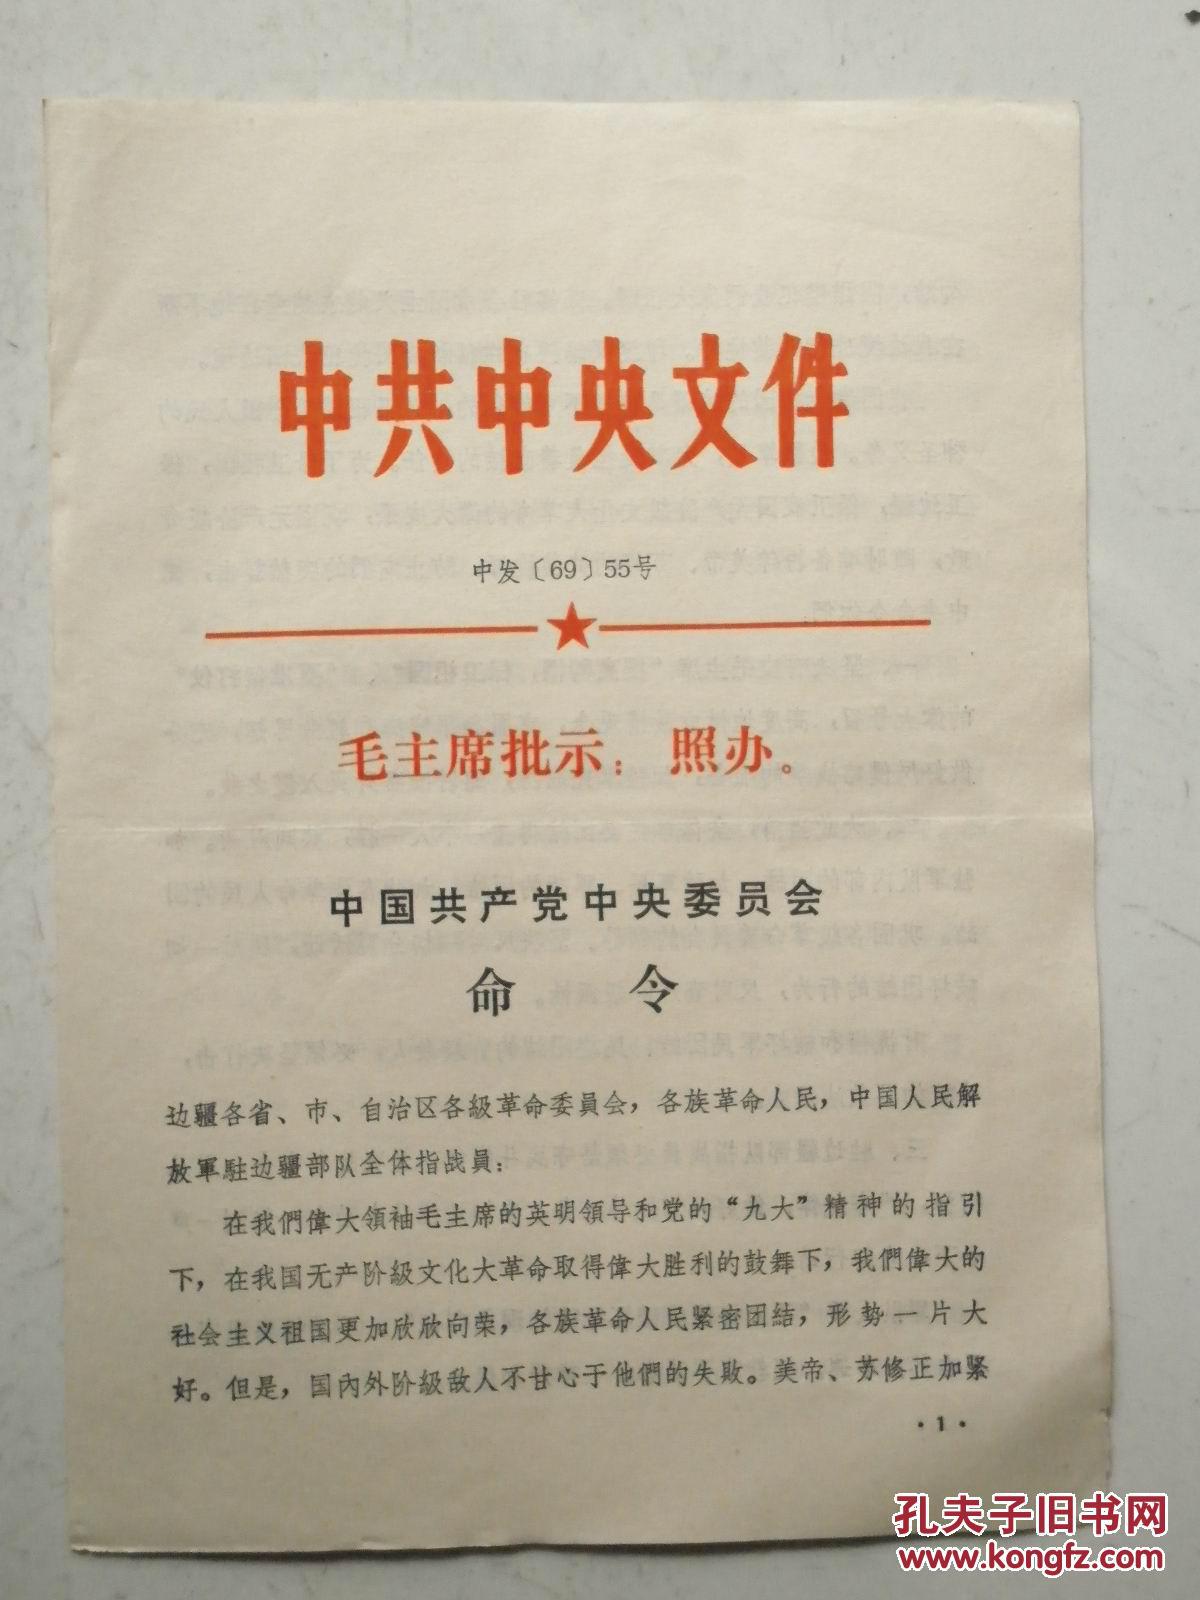 中共中央文件
中发〔69〕55号
毛主席批示：照办。
中国共产党中央委员会
命 令
边疆各省、市、自治区各級革命委員会，各族革命人民，中国人民解
放軍駐边疆部队全体指战員：
在我們偉大領袖毛主席的英明領导和党的“九大”精神的指引
下，在我国无产阶級文化大革命取得偉大胜利的鼓舞下，我們偉大的
社会主义祖国更加欣欣向荣，各族革命人民紧密团結，形势一片大
好。但是，国內外阶級敌人不甘心于他們的失敗。美帝、苏修正加紧
·1·
孔夫子旧书网
www.kongfz.com